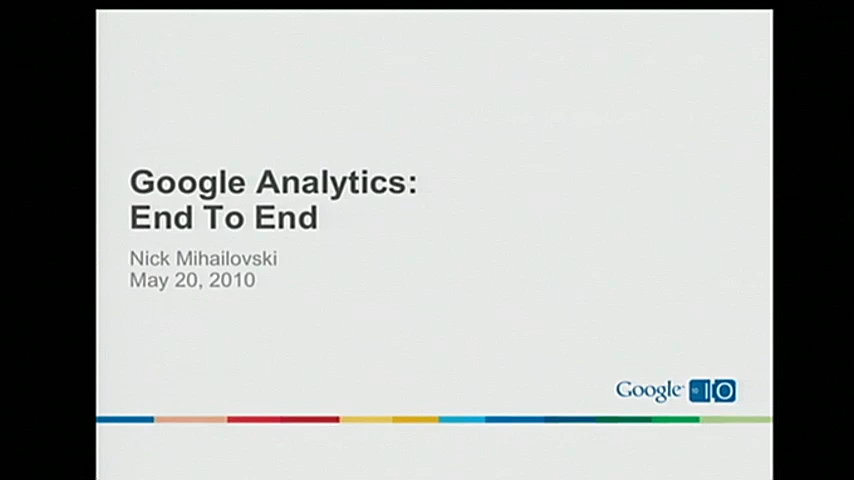 Google Analytics:
End To End
Nick Mihailovski
May 20, 2010
Google IO